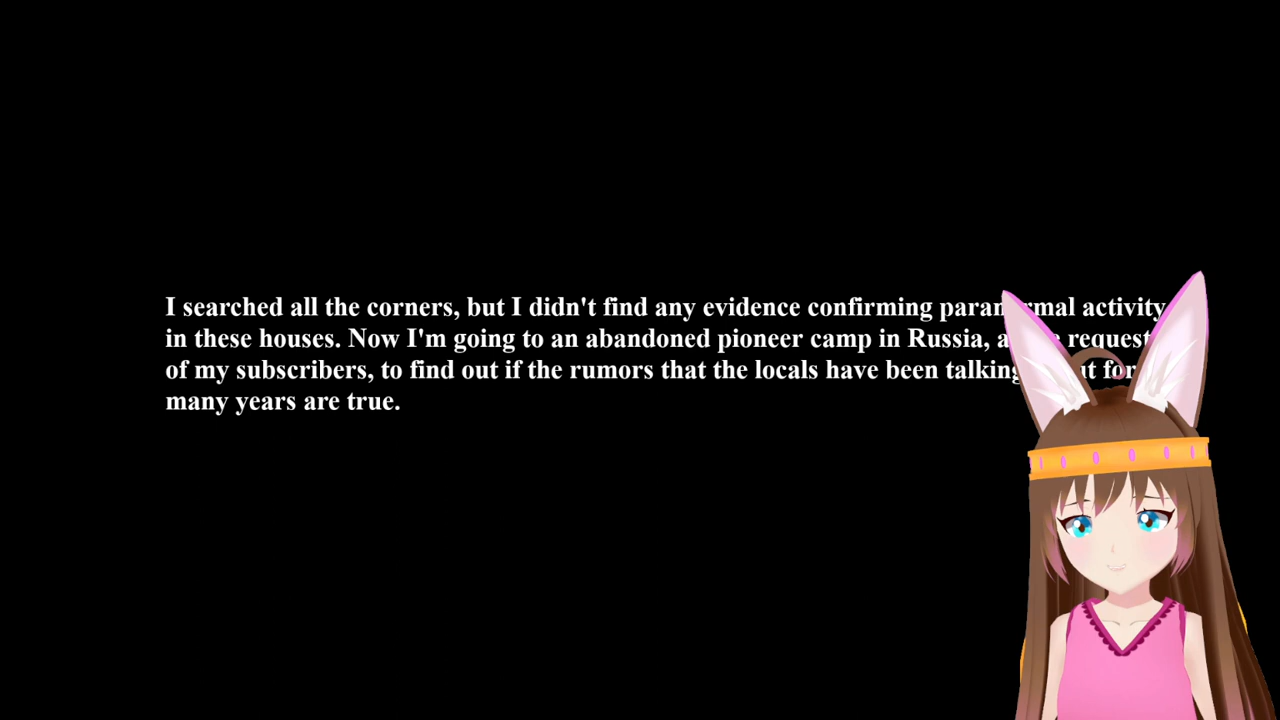 I searched all the corners, but I didn't find any evidence confirming paranormal activity
in these houses. Now I'm going to an abandoned pioneer camp in Russia, request
of my subscribers, to find out if the rumors that the locals have been talking for
many years are true.